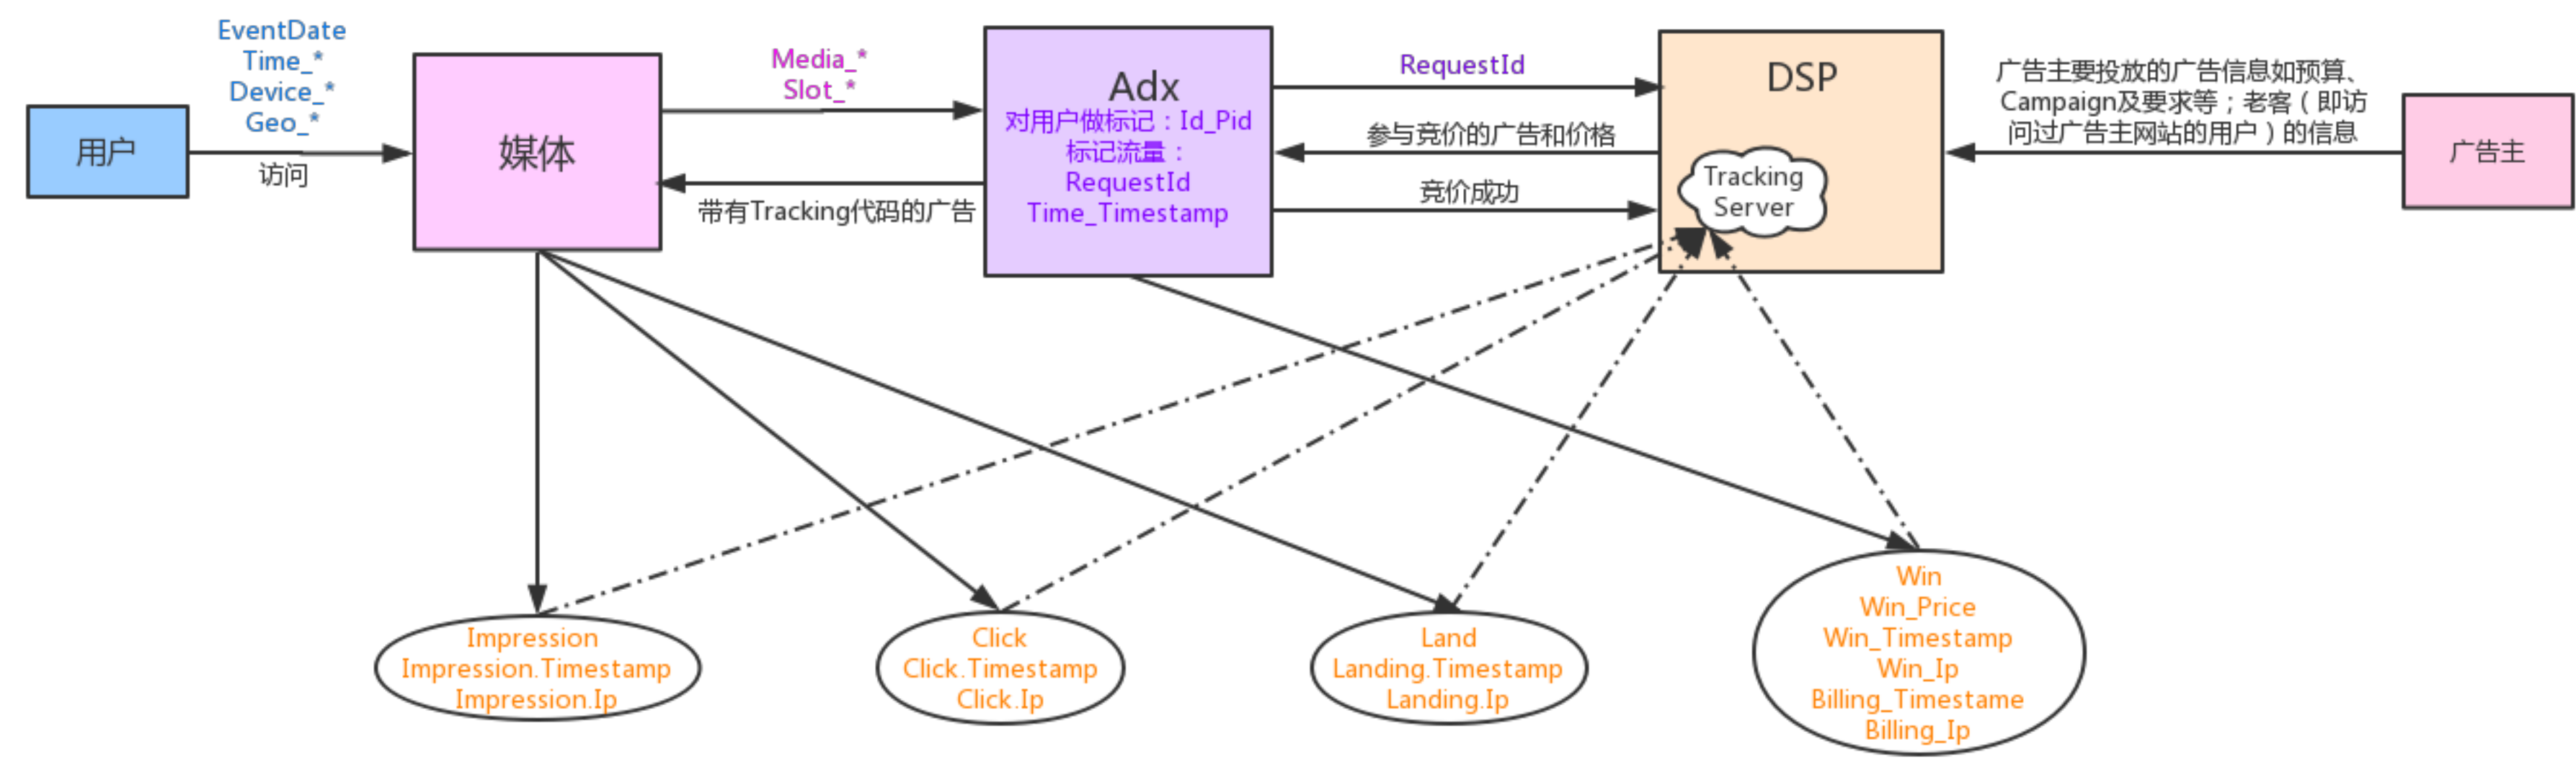 EventDate
Time_*
Device_*
Geo_*
用户
访问
媒体
Media_*
Slot_*
带有Tracking代码的广告
Adx
对用户做标记：Id_Pid
标记流量：
RequestId
Time_Timestamp
RequestId
参与竞价的广告和价格
竞价成功
DSP
Tracking
Server
广告主要投放的广告信息如预算、
Campaign及要求等；老客（即访
问过广告主网站的用户）的信息
广告主
Impression
Impression.Timestamp
Impression.Ip
Click
Click.Timestamp
Click.Ip
Land
Landing.Timestamp
Landing.Ip
Win
Win_Price
Win_Timestamp
Win_Ip
Billing_Timestame
Billing_Ip